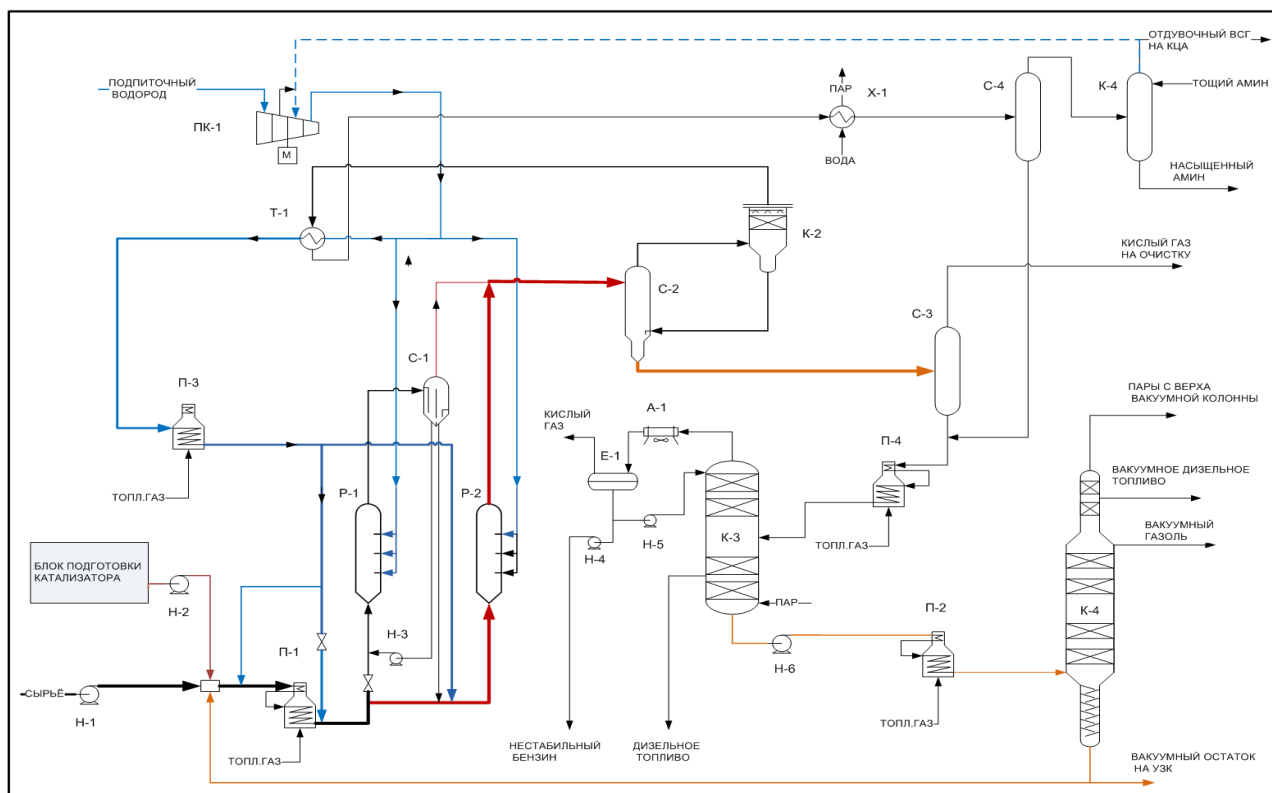 ОТДУВОЧНЫЙ ВСГ
НА КЦА
ПОДПИТОЧНЫЙ
ВОДОРОД
ПАР
Х-1
С-4
К-4
ТОЩИЙ АМИН
ПК-1
М
ВОДА
НАСЫЩЕННЫЙ
АМИН
Т-1
К-2
КИСЛЫЙ ГАЗ
НА ОЧИСТКУ
С-2
С-3
С-1
П-3
ПАРЫ С ВЕРХА
ВАКУУМНОЙ КОЛОННЫ
КИСЛЫЙ
ГАЗ
А-1
П-4
Е-1
ВАКУУМНОЕ ДИЗЕЛЬНОЕ
ТОПЛИВО
ТОПЛ.ГАЗ
Р-1
Р-2
ВАКУУМНЫЙ
ГАЗОЛЬ
Н-5
К-3
Н-4
ТОПЛ.ГАЗ
БЛОК ПОДГОТОВКИ
КАТАЛИЗАТОРА
Н-2
ПАР
П-2
К-4
Н-3
П-1
Н-6
СЫРЬЁ
Н-1
ТОПЛ.ГАЗ
ТОПЛ.ГАЗ
НЕСТАБИЛЬНЫЙ
БЕНЗИН
ДИЗЕЛЬНОЕ
ТОПЛИВО
ВАКУУМНЫЙ ОСТАТОК
НА УЗК